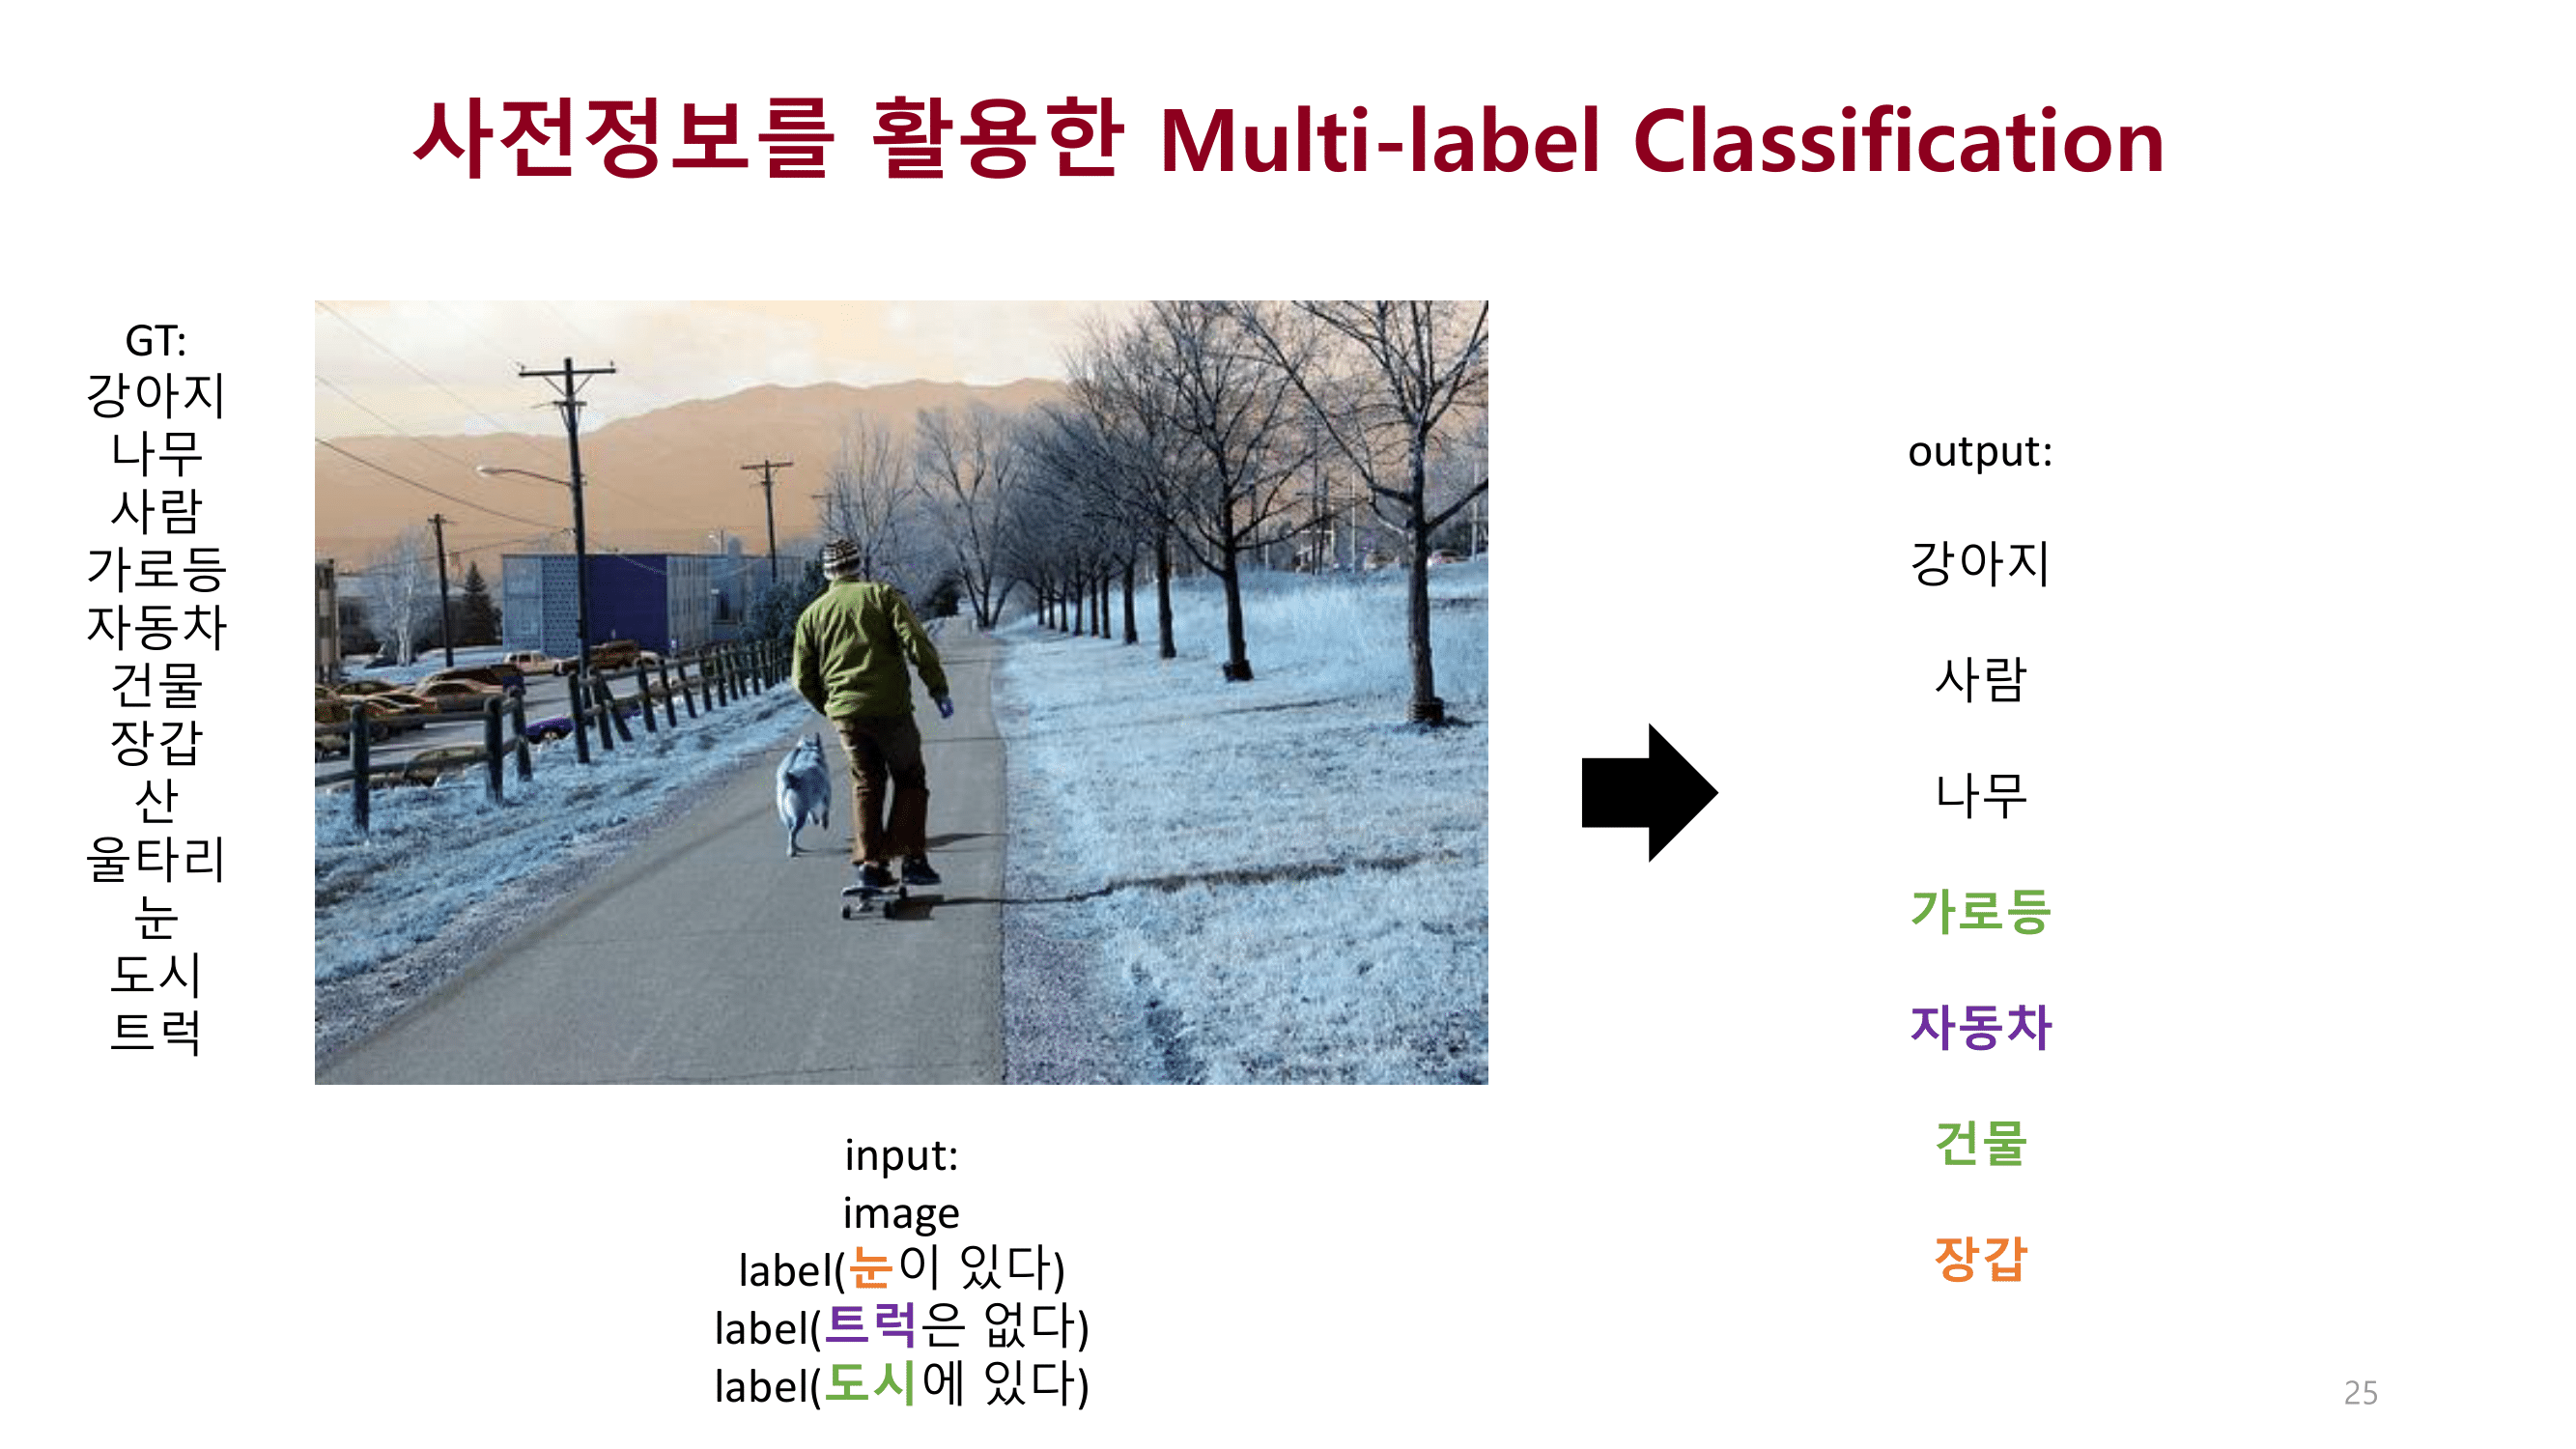 사전정보를 활용한 Multi-label Classification
GT:
강아지
나무
사람
가로등
자동차
건물
장갑
산
울타리
눈
도시
트럭
input:
image
label(눈이 있다)
label(트럭은 없다)
label(도시에 있다)
output:
강아지
사람
나무
가로등
자동차
건물
장갑
25